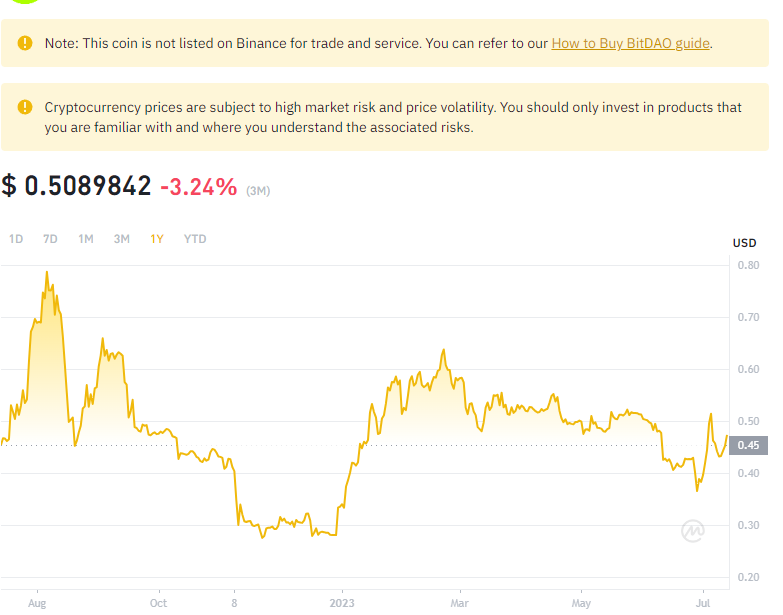 Note: This coin is not listed on Binance for trade and service. You can refer to our How to Buy BitDAO guide.
Cryptocurrency prices are subject to high market risk and price volatility. You should only invest in products that
you are familiar with and where you understand the associated risks.
$ 0.5089842 -3.24% (3M)
1D 7D 1M 3M 1Y YTD
USD
0.80
0.70
0.60
0.50
0.45
0.40
0.30
0.20
Aug Oct 8 2023 Mar May Jul